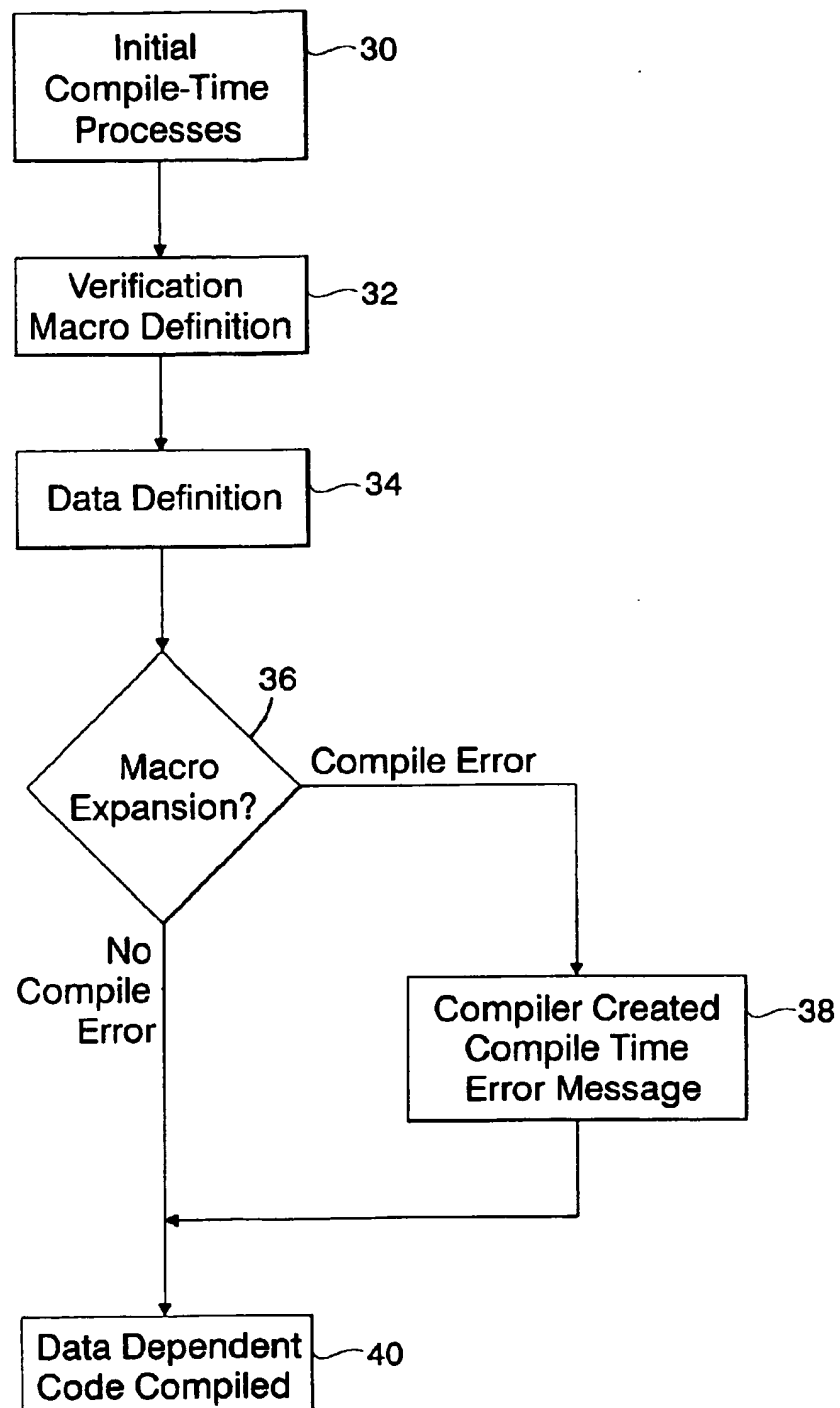 Initial
Compile-Time
Processes
30
Verification
Macro Definition
32
Data Definition
34
36
Macro
Expansion?
Compile Error
No
Compile
Error
Compiler Created
Compile Time
Error Message
38
Data Dependent
Code Compiled
40